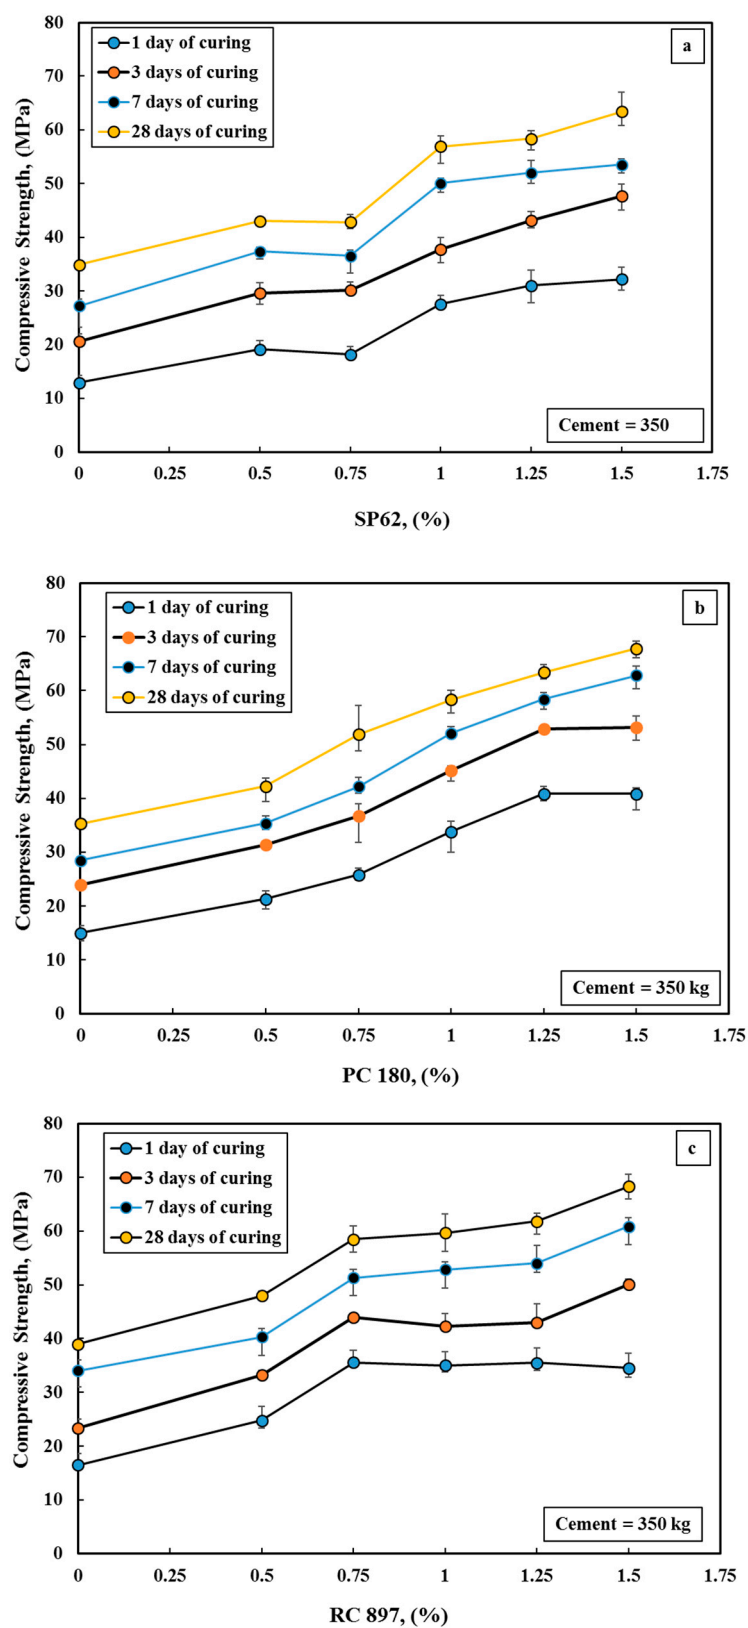 80
70
60
50
40
30
20
10
0
Compressive Strength, (MPa)
1 day of curing
3 days of curing
7 days of curing
28 days of curing
a
Cement = 350
0 0.25 0.5 0.75 1 1.25 1.5 1.75
SP62, (%)
80
70
60
50
40
30
20
10
0
Compressive Strength, (MPa)
1 day of curing
3 days of curing
7 days of curing
28 days of curing
b
Cement = 350 kg
0 0.25 0.5 0.75 1 1.25 1.5 1.75
PC 180, (%)
80
70
60
50
40
30
20
10
0
Compressive Strength, (MPa)
1 day of curing
3 days of curing
7 days of curing
28 days of curing
c
Cement = 350 kg
0 0.25 0.5 0.75 1 1.25 1.5 1.75
RC 897, (%)